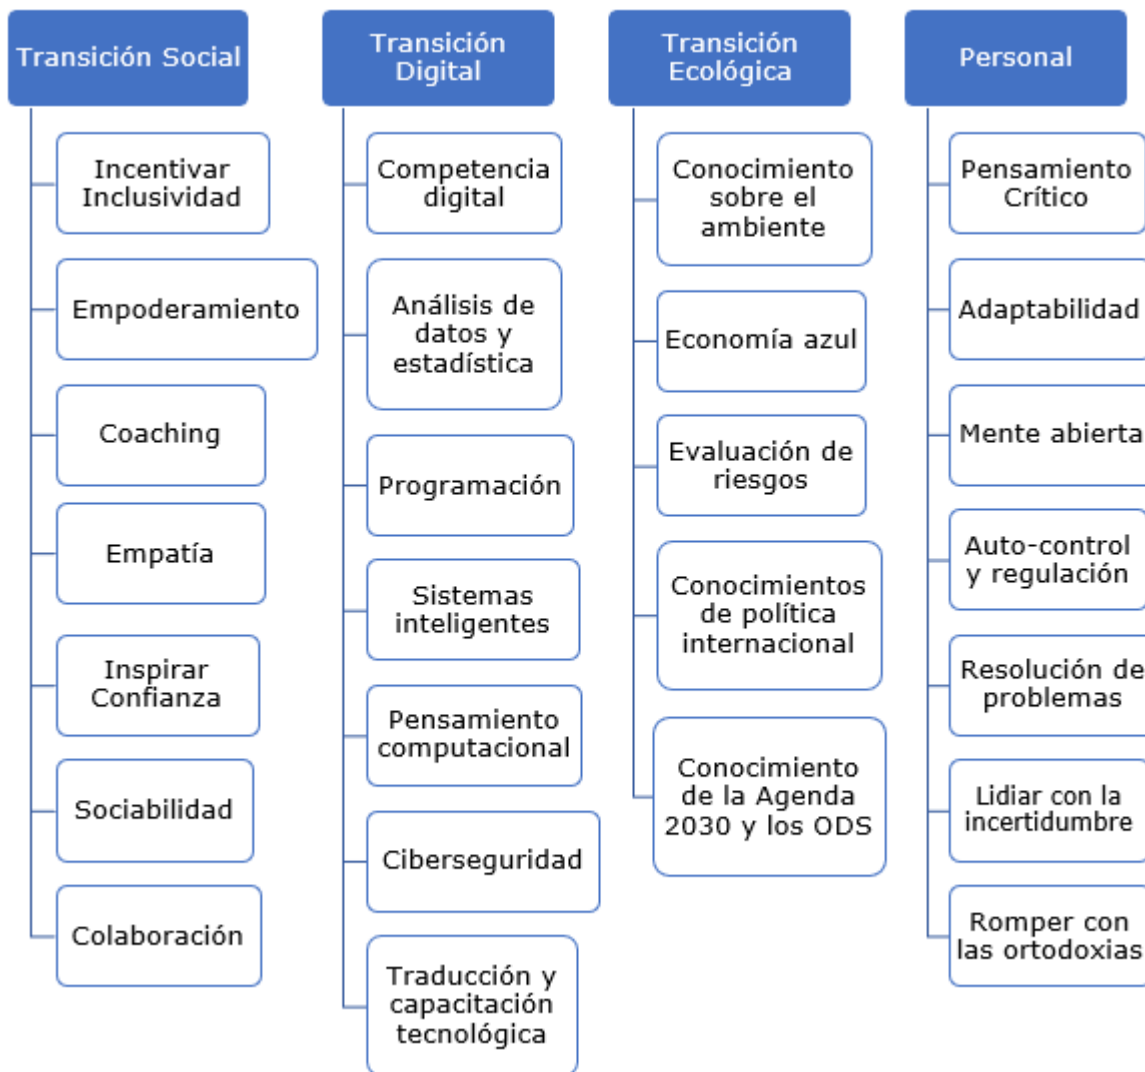 Transición Social
Incentivar
Inclusividad
Empoderamiento
Coaching
Empatía
Inspirar
Confianza
Sociabilidad
Colaboración
Transición
Digital
Competencia
digital
Análisis de
datos y
estadística
Programación
Sistemas
inteligentes
Pensamiento
computacional
Ciberseguridad
Traducción y
capacitación
tecnológica
Transición
Ecológica
Conocimiento
sobre el
ambiente
Economía azul
Evaluación de
riesgos
Conocimientos
de política
internacional
Conocimiento
de la Agenda
2030 y los ODS
Personal
Pensamiento
Crítico
Adaptabilidad
Mente abierta
Auto-control
y regulación
Resolución de
problemas
Lidiar con la
incertidumbre
Romper con
las ortodoxias